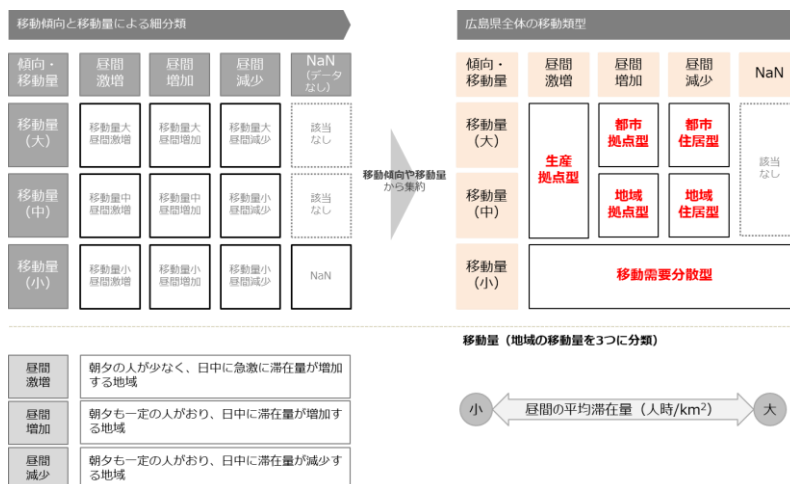 移動傾向と移動量による細分類
傾向・
移動量
昼間
激増
昼間
増加
昼間
減少
NaN
(データ
なし)
移動量
(大)
移動量大
昼間激増
移動量大
昼間増加
移動量大
昼間減少
該当
なし
移動量
(中)
移動量中
昼間激増
移動量中
昼間増加
移動量小
昼間減少
該当
なし
移動量
(小)
移動量小
昼間激増
移動量小
昼間増加
移動量小
昼間減少
NaN
移動傾向や移動量
から集約
広島県全体の移動類型
傾向・
移動量
昼間
激増
昼間
増加
昼間
減少
NaN
移動量
(大)
生産
拠点型
都市
拠点型
都市
住居型
該当
なし
移動量
(中)
地域
拠点型
地域
住居型
移動量
(小)
移動需要分散型
昼間
激増
朝夕の人が少なく、日中に急激に滞在量が増加
する地域
昼間
増加
朝夕も一定の人がおり、日中に滞在量が増加す
る地域
昼間
減少
朝夕も一定の人がおり、日中に滞在量が減少す
る地域
移動量(地域の移動量を3つに分類)
小
昼間の平均滞在量(人時/km²)
大